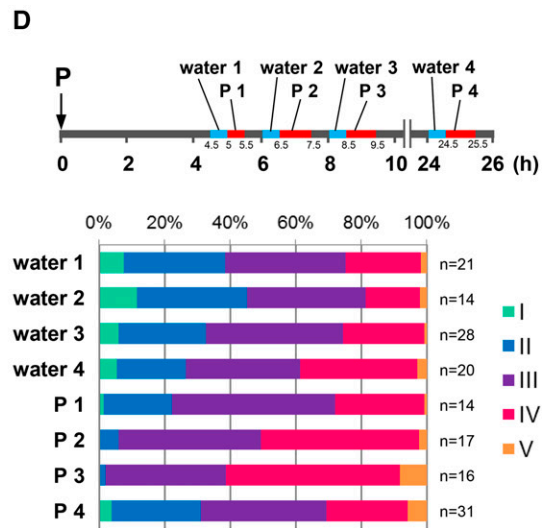 D
P
water 1 water 2 water 3 water 4
P 1 P 2 P 3 P 4
4.5 5 5.5 6.5 7.5 8.5 9.5 24.5 25.5
0 2 4 6 8 10 24 26 (h)
0% 20% 40% 60% 80% 100%
water 1 n=21
water 2 n=14
water 3 n=28
water 4 n=20
P 1 n=14
P 2 n=17
P 3 n=16
P 4 n=31
I
II
III
IV
V